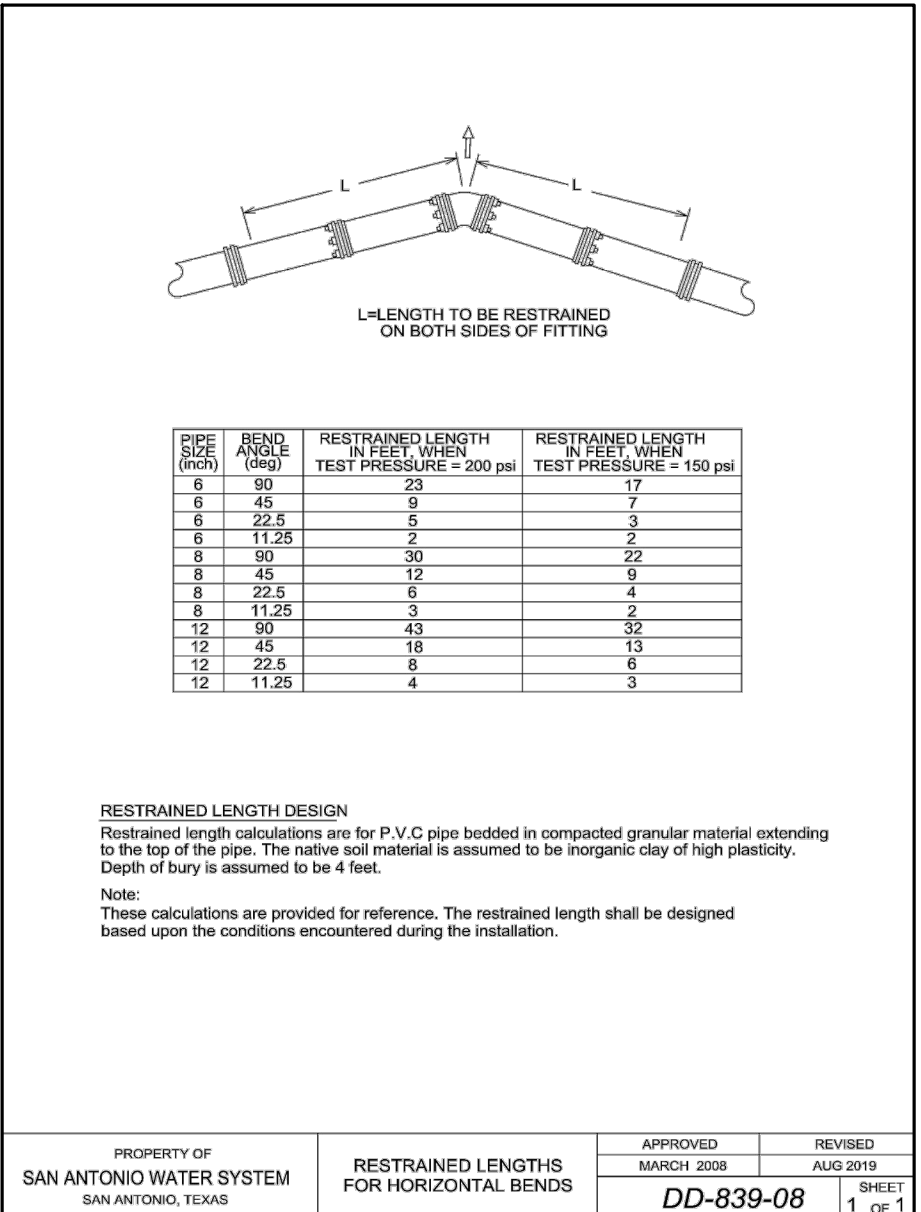 L
L
L=LENGTH TO BE RESTRAINED
ON BOTH SIDES OF FITTING
PIPE SIZE (inch) BEND ANGLE (deg) RESTRAINED LENGTH IN FEET, WHEN TEST PRESSURE = 200 psi RESTRAINED LENGTH IN FEET, WHEN TEST PRESSURE = 150 psi
6 90 23 17
6 45 9 7
6 22.5 5 3
6 11.25 2 2
8 90 30 22
8 45 12 9
8 22.5 6 4
8 11.25 3 2
12 90 43 32
12 45 18 13
12 22.5 8 6
12 11.25 4 3
RESTRAINED LENGTH DESIGN
Restrained length calculations are for P.V.C pipe bedded in compacted granular material extending
to the top of the pipe. The native soil material is assumed to be inorganic clay of high plasticity.
Depth of bury is assumed to be 4 feet.
Note:
These calculations are provided for reference. The restrained length shall be designed
based upon the conditions encountered during the installation.
PROPERTY OF
SAN ANTONIO WATER SYSTEM
SAN ANTONIO, TEXAS
RESTRAINED LENGTHS
FOR HORIZONTAL BENDS
APPROVED REVISED
MARCH 2008 AUG 2019
DD-839-08
SHEET
1 OF 1